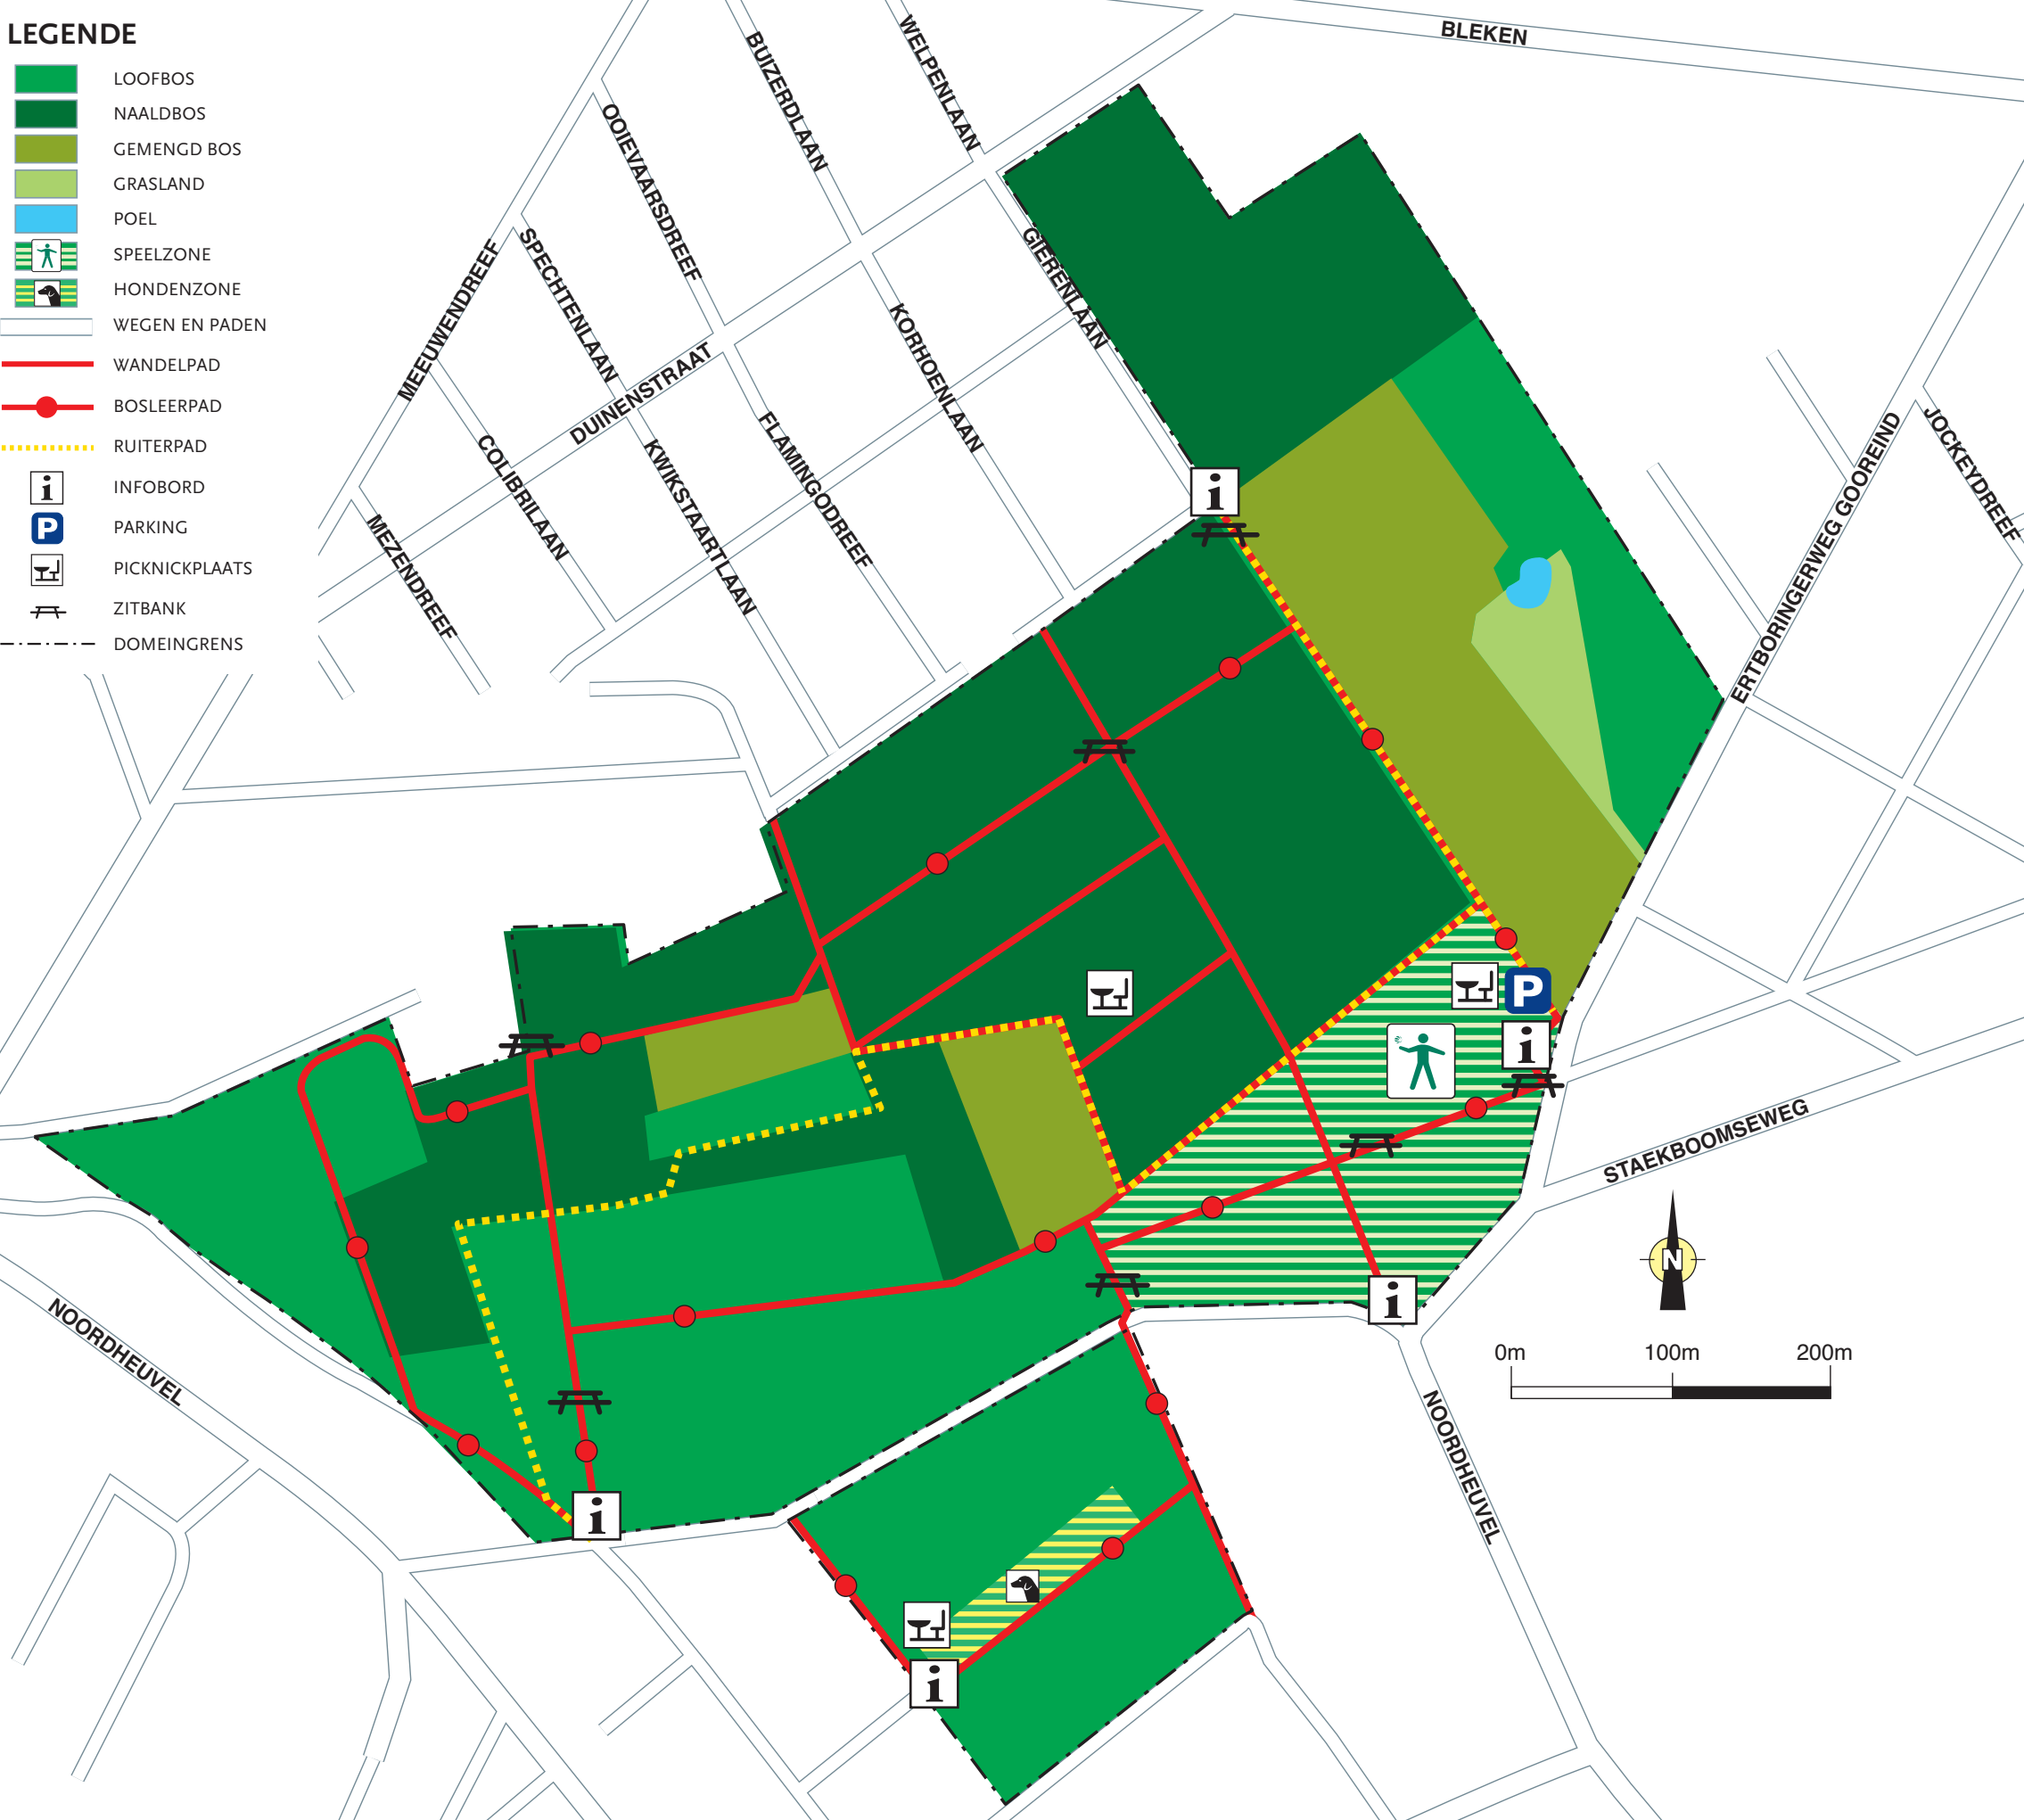 LEGENDE
LOOFBOS
NAALDBOS
GEMENGD BOS
GRASLAND
POEL
SPEELZONE
HONDENZONE
WEGEN EN PADEN
WANDELPAD
BOSLEERPAD
RUITERPAD
i INFOBORD
P PARKING
PICKNICKPLAATS
ZITBANK
DOMEINGRENS
BLEKEN
WELPENLAAN
BUIZERDLAAN
OOIEVAARSDREEF
SPECHTENLAAN
MEEUWENDREEF
GIERENLAAN
DUINENSTRAAT
KORHOENLAAN
FLAMINGODREEF
KWIKSTAARTLAAN
COLIBRILAAN
MEZENDREEF
ERTBORINGERWEG GOOREIND
JOCKEYDREEF
i
P
i
STAEKBOOMSEWEG
N
i
NOORDHEUVEL
0m 100m 200m
NOORDHEUVEL
i
i